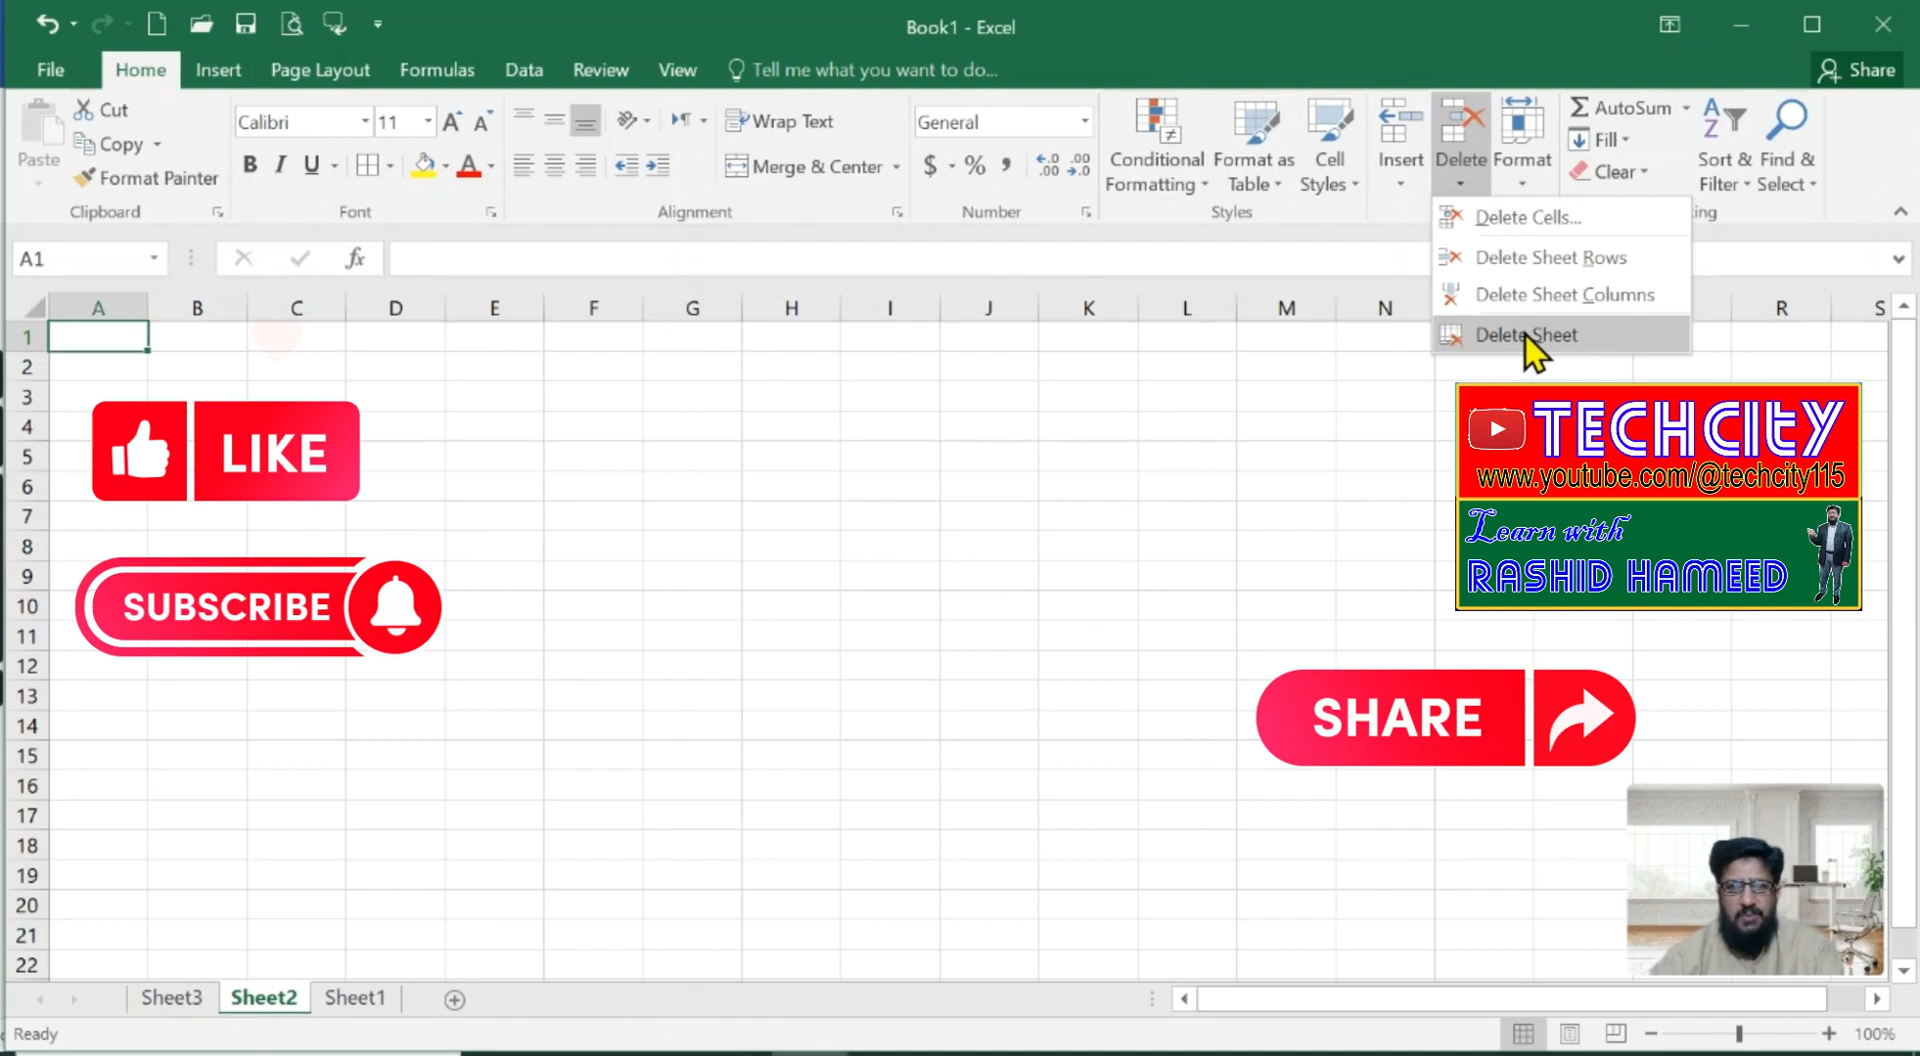 Book1 - Excel
File Home Insert Page Layout Formulas Data Review View Tell me what you want to do... Share
Paste
Cut
Copy
Format Painter
Clipboard
Calibri 11
B I U
Font
Wrap Text
Merge & Center
Alignment
General
$ % ,
Number
Conditional Formatting
Format as Table
Cell Styles
Styles
Insert
Delete
Format
AutoSum
Fill
Clear
Sort & Filter
Find & Select
ing
Delete Cells...
Delete Sheet Rows
Delete Sheet Columns
Delete Sheet
A1
fx
A B C D E F G H I J K L M N R S
1
2
3
4
5
6
7
8
9
10
11
12
13
14
15
16
17
18
19
20
21
22
LIKE
SUBSCRIBE
TECHCITY
www.youtube.com/@techcity115
Learn with
RASHID HAMEED
SHARE
Sheet3 Sheet2 Sheet1
Ready
100%